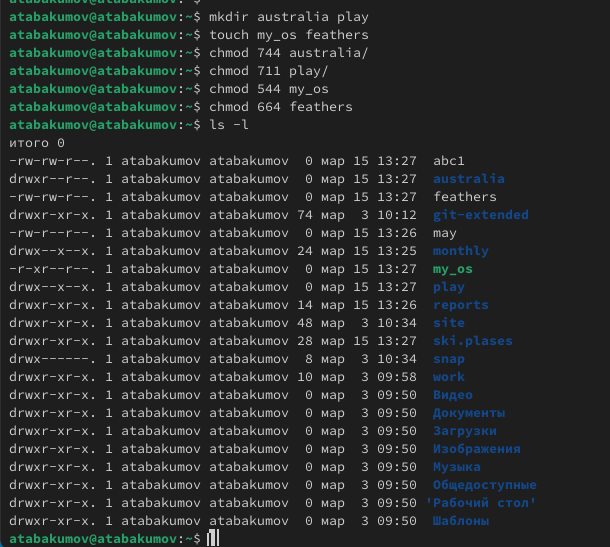 atabakumov@atabakumov:~$ mkdir australia play
atabakumov@atabakumov:~$ touch my_os feathers
atabakumov@atabakumov:~$ chmod 744 australia/
atabakumov@atabakumov:~$ chmod 711 play/
atabakumov@atabakumov:~$ chmod 544 my_os
atabakumov@atabakumov:~$ chmod 664 feathers
atabakumov@atabakumov:~$ ls -l
итого 0
-rw-rw-r--. 1 atabakumov atabakumov  0 мар 15 13:27  abc1
drwxr--r--. 1 atabakumov atabakumov  0 мар 15 13:27  australia
-rw-rw-r--. 1 atabakumov atabakumov  0 мар 15 13:27  feathers
drwxr-xr-x. 1 atabakumov atabakumov 74 мар  3 10:12  git-extended
-rw-r--r--. 1 atabakumov atabakumov  0 мар 15 13:26  may
drwx--x--x. 1 atabakumov atabakumov 24 мар 15 13:25  monthly
-r-xr--r--. 1 atabakumov atabakumov  0 мар 15 13:27  my_os
drwx--x--x. 1 atabakumov atabakumov  0 мар 15 13:27  play
drwxr-xr-x. 1 atabakumov atabakumov 14 мар 15 13:26  reports
drwxr-xr-x. 1 atabakumov atabakumov 48 мар  3 10:34  site
drwxr-xr-x. 1 atabakumov atabakumov 28 мар 15 13:27  ski.plases
drwx------. 1 atabakumov atabakumov  8 мар  3 10:34  snap
drwxr-xr-x. 1 atabakumov atabakumov 10 мар  3 09:58  work
drwxr-xr-x. 1 atabakumov atabakumov  0 мар  3 09:50  Видео
drwxr-xr-x. 1 atabakumov atabakumov  0 мар  3 09:50  Документы
drwxr-xr-x. 1 atabakumov atabakumov  0 мар  3 09:50  Загрузки
drwxr-xr-x. 1 atabakumov atabakumov  0 мар  3 09:50  Изображения
drwxr-xr-x. 1 atabakumov atabakumov  0 мар  3 09:50  Музыка
drwxr-xr-x. 1 atabakumov atabakumov  0 мар  3 09:50  Общедоступные
drwxr-xr-x. 1 atabakumov atabakumov  0 мар  3 09:50 'Рабочий стол'
drwxr-xr-x. 1 atabakumov atabakumov  0 мар  3 09:50  Шаблоны
atabakumov@atabakumov:~$